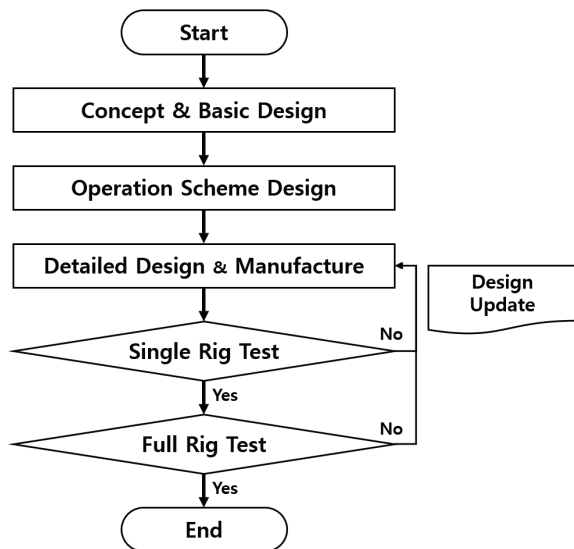 Start
Concept & Basic Design
Operation Scheme Design
Detailed Design & Manufacture
Design
Update
No
Single Rig Test
Yes
No
Full Rig Test
Yes
End